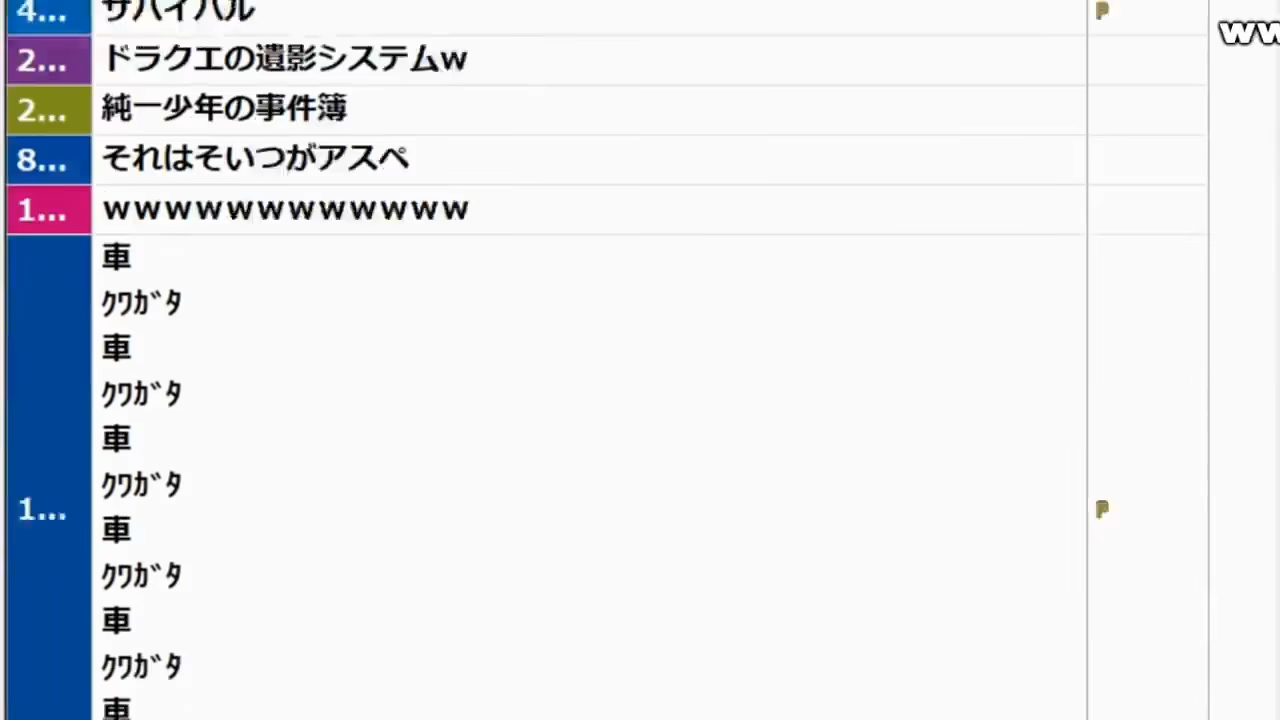 4... サバイバル
ww
2... ドラクエの遺影システムw
2... 純一少年の事件簿
8... それはそいつがアスペ
1... ｗｗｗｗｗｗｗｗｗｗｗｗ
車
ｸﾜｶﾞﾀ
車
ｸﾜｶﾞﾀ
車
ｸﾜｶﾞﾀ
1... P
車
ｸﾜｶﾞﾀ
車
ｸﾜｶﾞﾀ
車